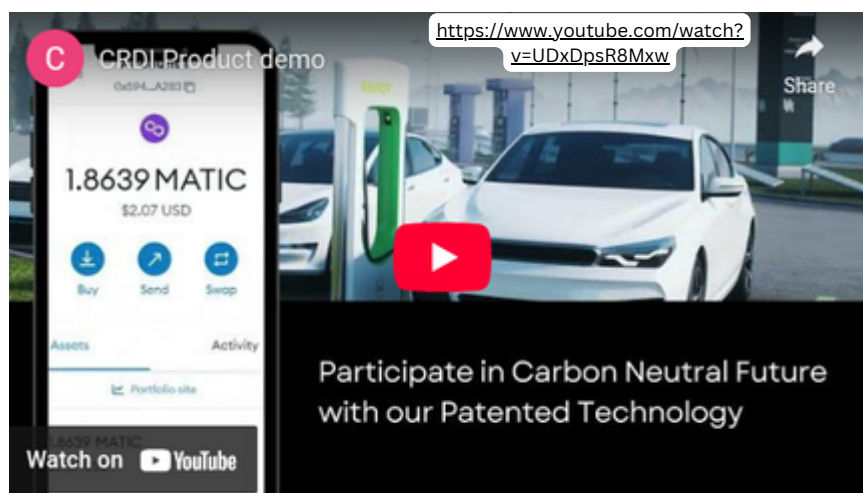 https://www.youtube.com/watch?
v=UDxDpsR8Mxw
C CRDI Product demo
Share
0x594...A283
1.8639 MATIC
$2.07 USD
Buy Send Swap
Assets Activity
Portfolio site
1.8639 MATIC
Watch on YouTube
Participate in Carbon Neutral Future
with our Patented Technology